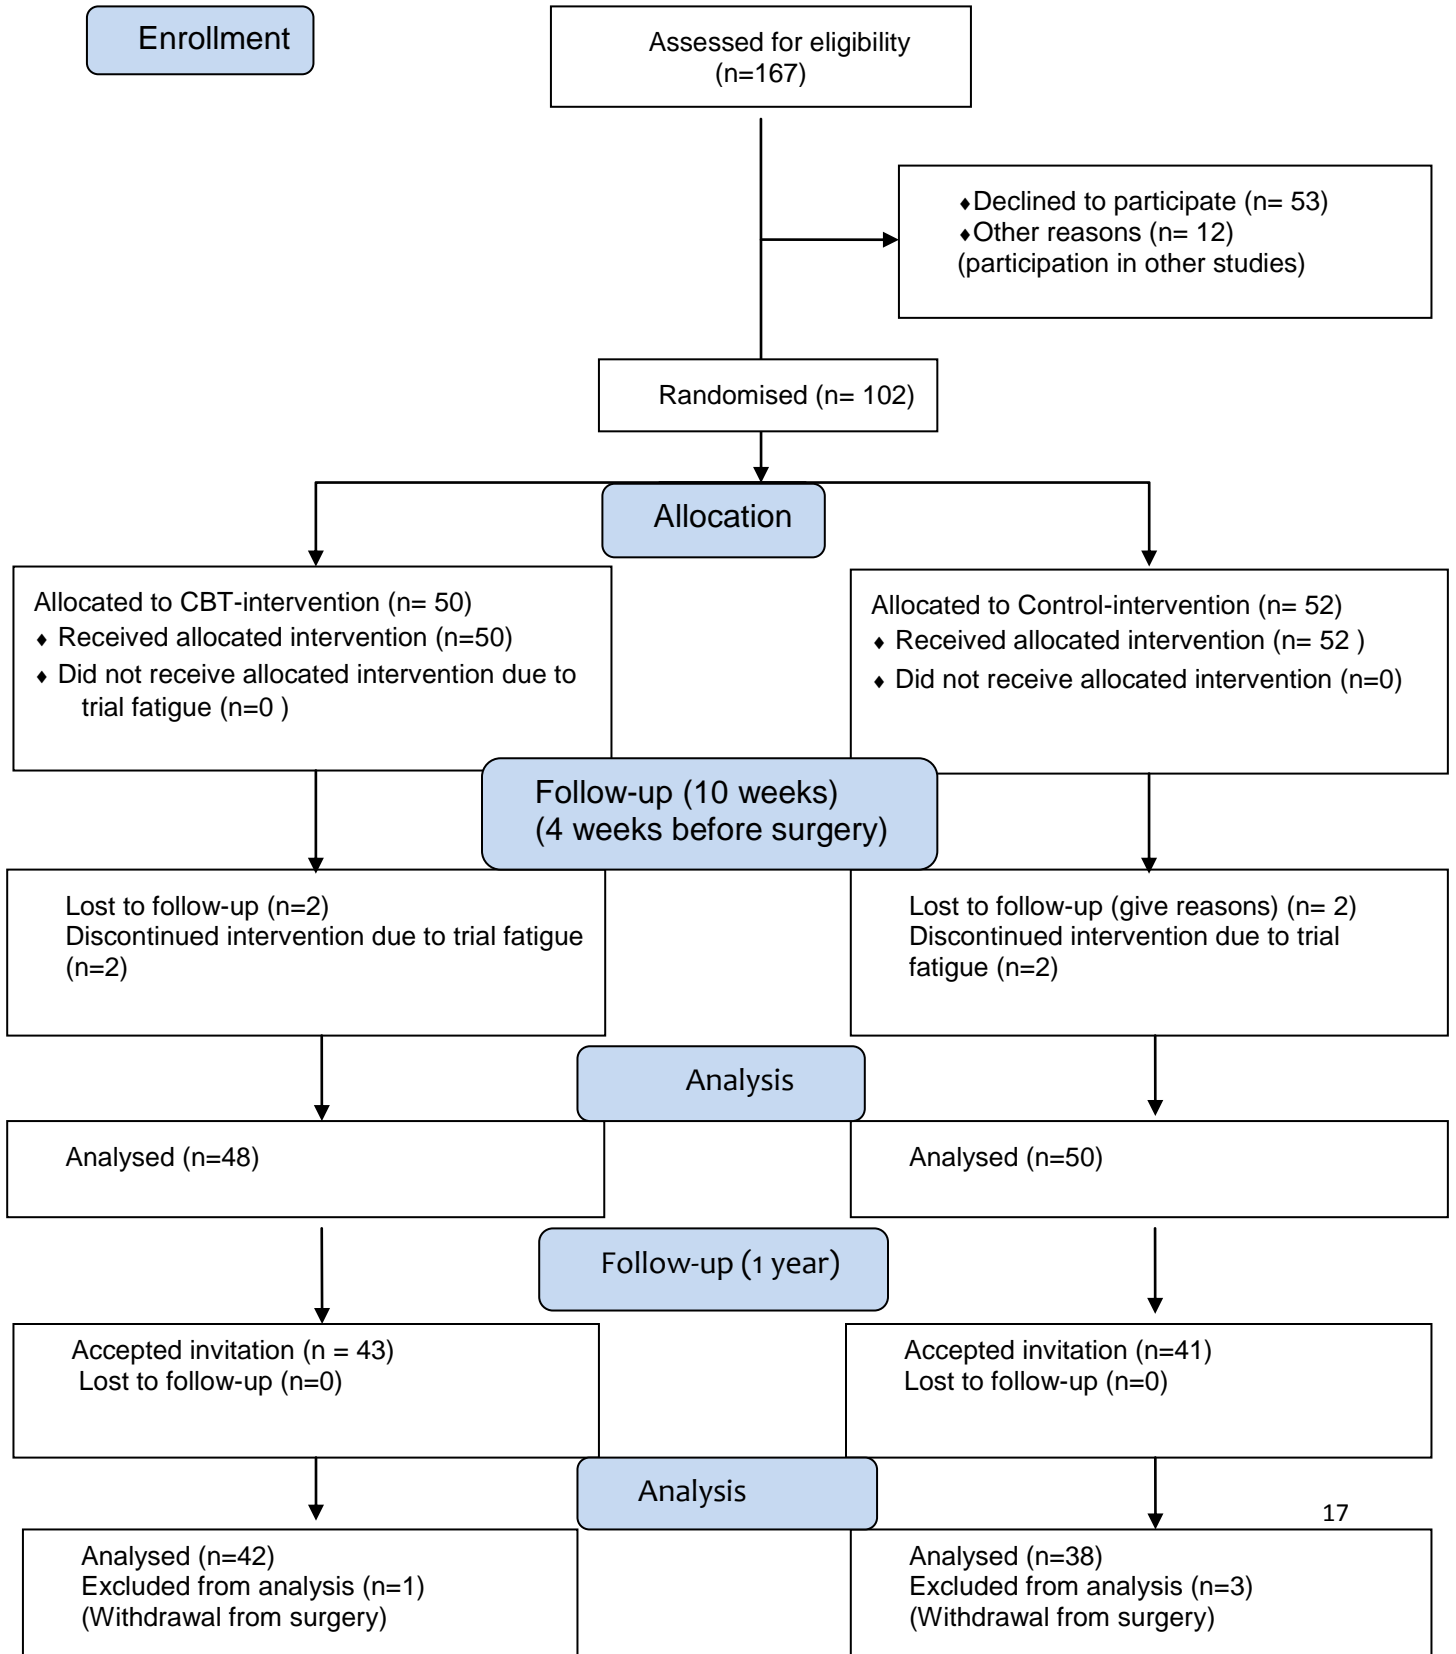 Enrollment
Assessed for eligibility
(n=167)
♦Declined to participate (n= 53)
♦Other reasons (n= 12)
(participation in other studies)
Randomised (n= 102)
Allocation
Allocated to CBT-intervention (n= 50)
♦ Received allocated intervention (n=50)
♦ Did not receive allocated intervention due to
trial fatigue (n=0 )
Allocated to Control-intervention (n= 52)
♦ Received allocated intervention (n= 52 )
♦ Did not receive allocated intervention (n=0)
Follow-up (10 weeks)
(4 weeks before surgery)
Lost to follow-up (n=2)
Discontinued intervention due to trial fatigue
(n=2)
Lost to follow-up (give reasons) (n= 2)
Discontinued intervention due to trial
fatigue (n=2)
Analysis
Analysed (n=48)
Analysed (n=50)
Follow-up (1 year)
Accepted invitation (n = 43)
Lost to follow-up (n=0)
Accepted invitation (n=41)
Lost to follow-up (n=0)
Analysis
17
Analysed (n=42)
Excluded from analysis (n=1)
(Withdrawal from surgery)
Analysed (n=38)
Excluded from analysis (n=3)
(Withdrawal from surgery)